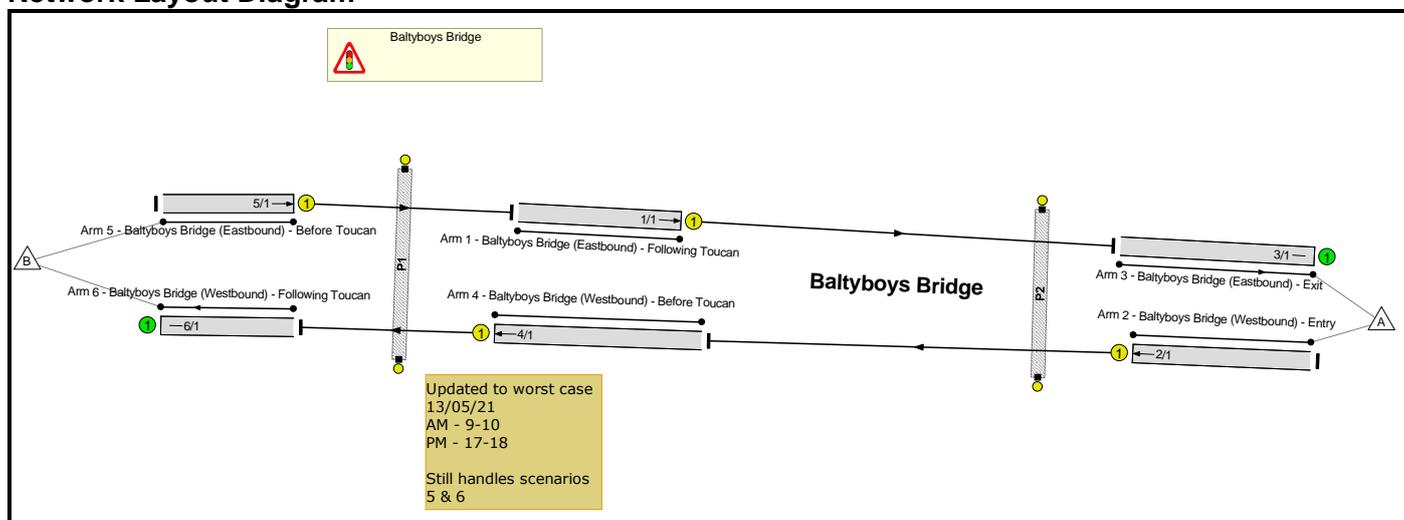 Network Layout Diagram
Baltyboys Bridge
5/1
1
Arm 5 - Baltyboys Bridge (Eastbound) - Before Toucan
P1
1/1
1
Arm 1 - Baltyboys Bridge (Eastbound) - Following Toucan
Baltyboys Bridge
P2
3/1
1
Arm 3 - Baltyboys Bridge (Eastbound) - Exit
B
A
Arm 6 - Baltyboys Bridge (Westbound) - Following Toucan
1
6/1
Arm 4 - Baltyboys Bridge (Westbound) - Before Toucan
1
4/1
Arm 2 - Baltyboys Bridge (Westbound) - Entry
1
2/1
Updated to worst case
13/05/21
AM - 9-10
PM - 17-18
Still handles scenarios
5 & 6